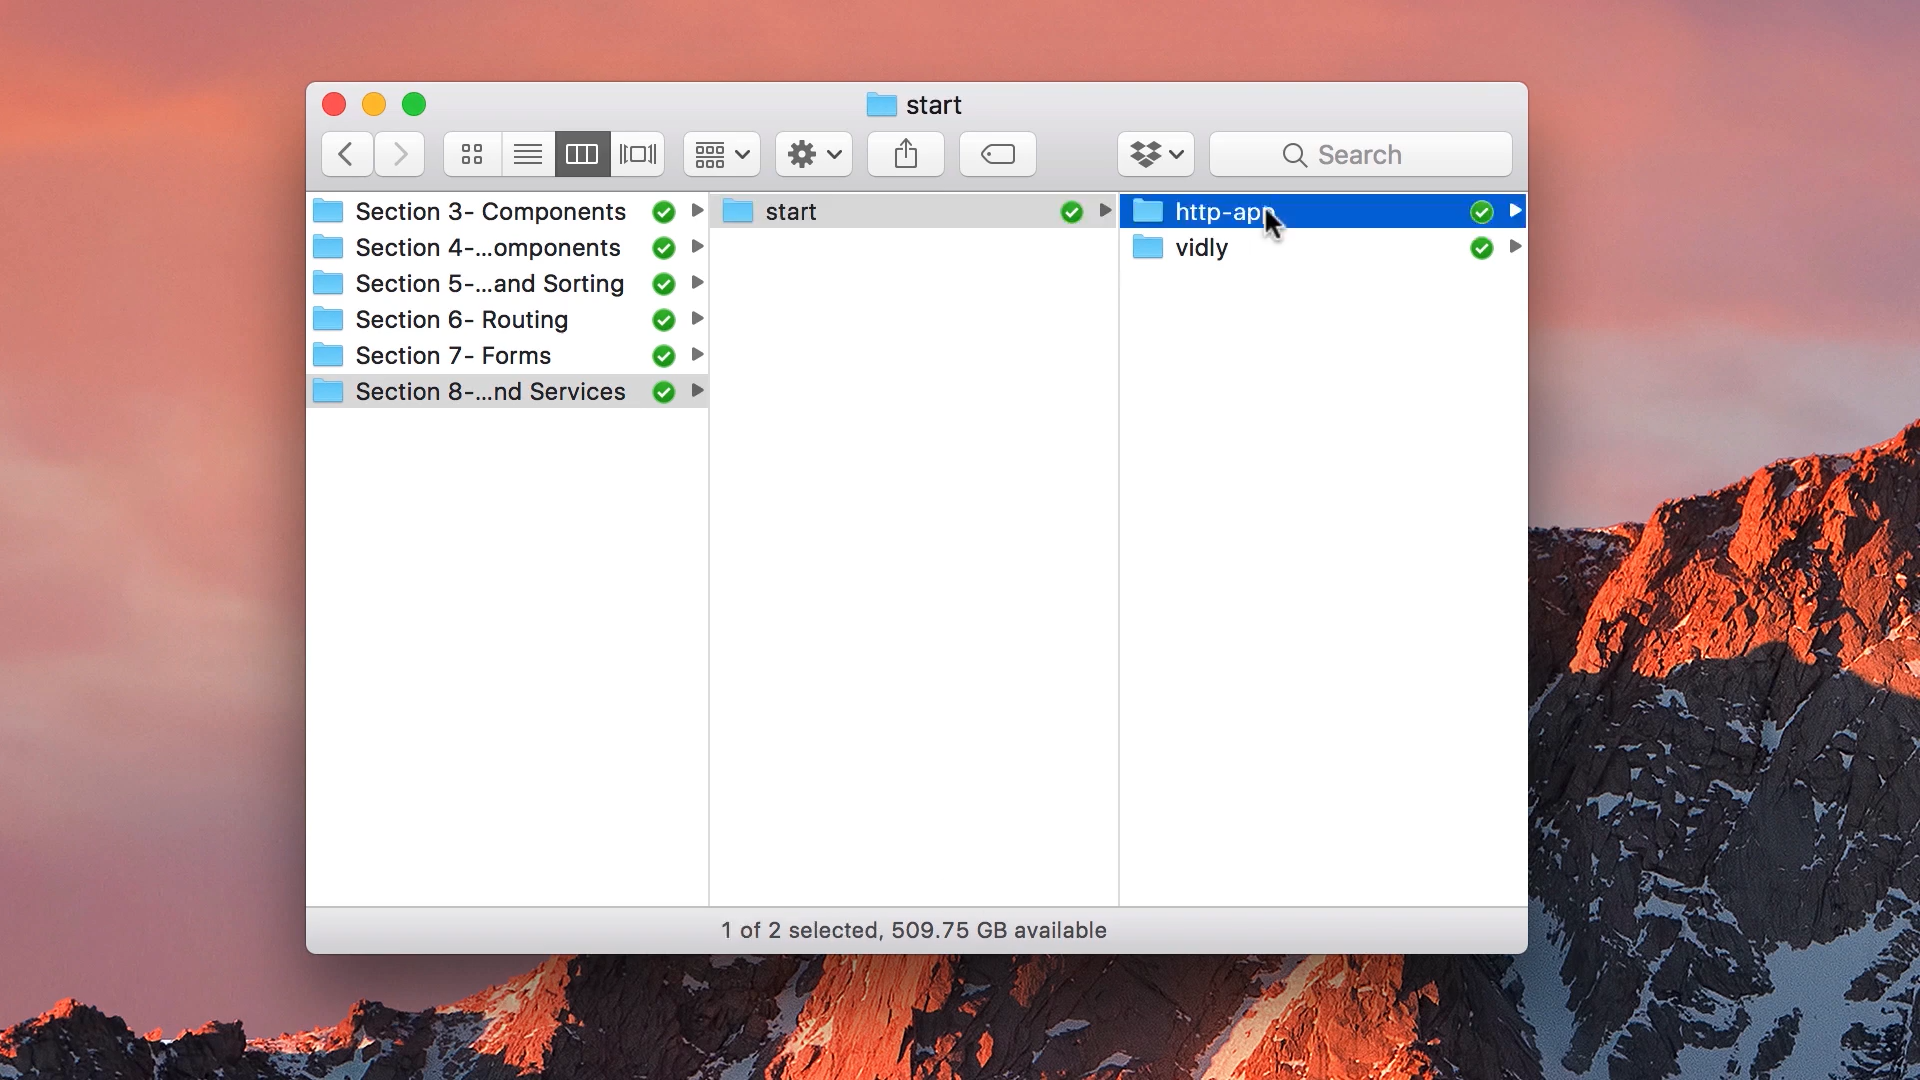 start
Search
Section 3- Components
Section 4-...omponents
Section 5-...and Sorting
Section 6- Routing
Section 7- Forms
Section 8-...nd Services
start
http-app
vidly
1 of 2 selected, 509.75 GB available